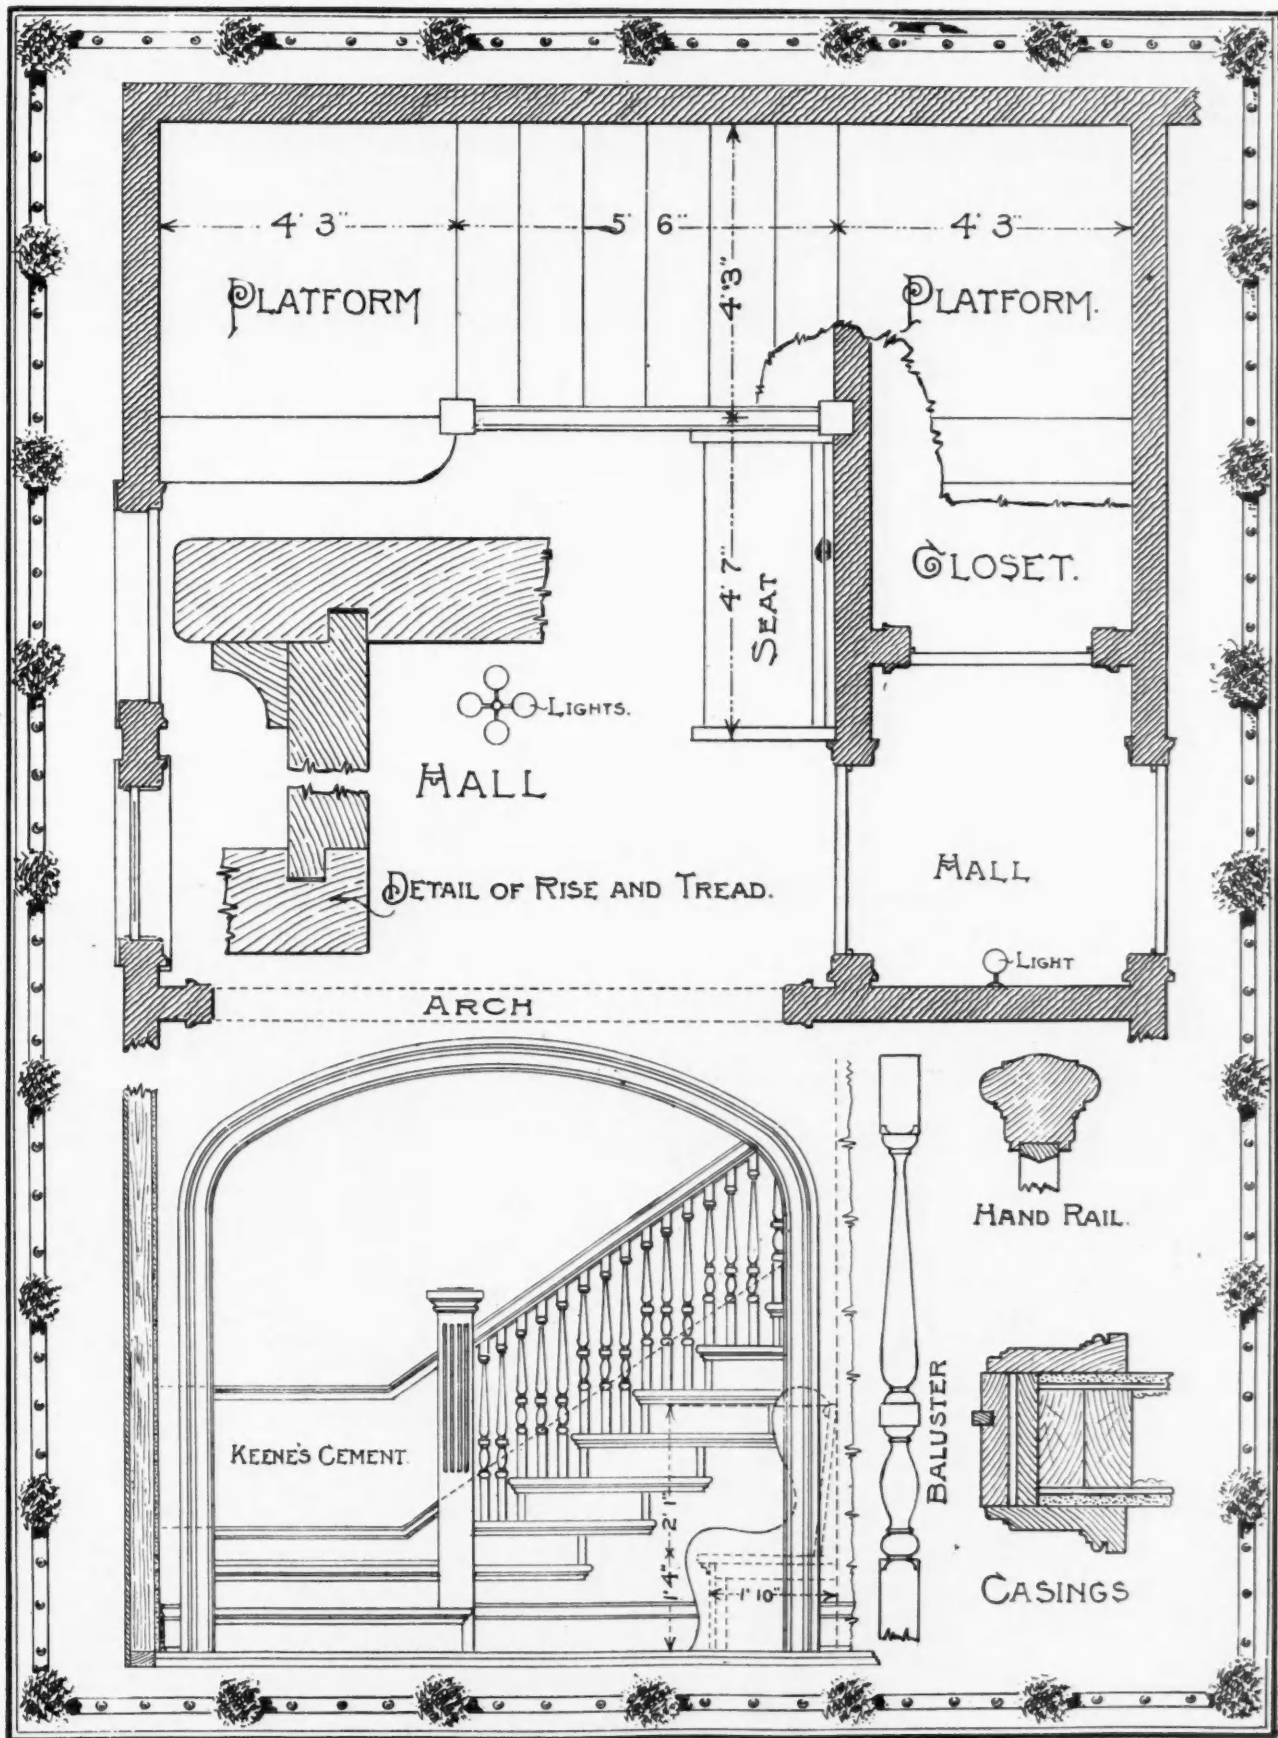 4' 3"
5' 6"
4' 3"
PLATFORM
4' 3"
PLATFORM.
CLOSET.
4' 7"
SEAT
LIGHTS.
HALL
HALL
DETAIL OF RISE AND TREAD.
LIGHT
ARCH
HAND RAIL.
BALUSTER
KEENE'S CEMENT.
2' 1"
1' 4"
1' 10"
CASINGS